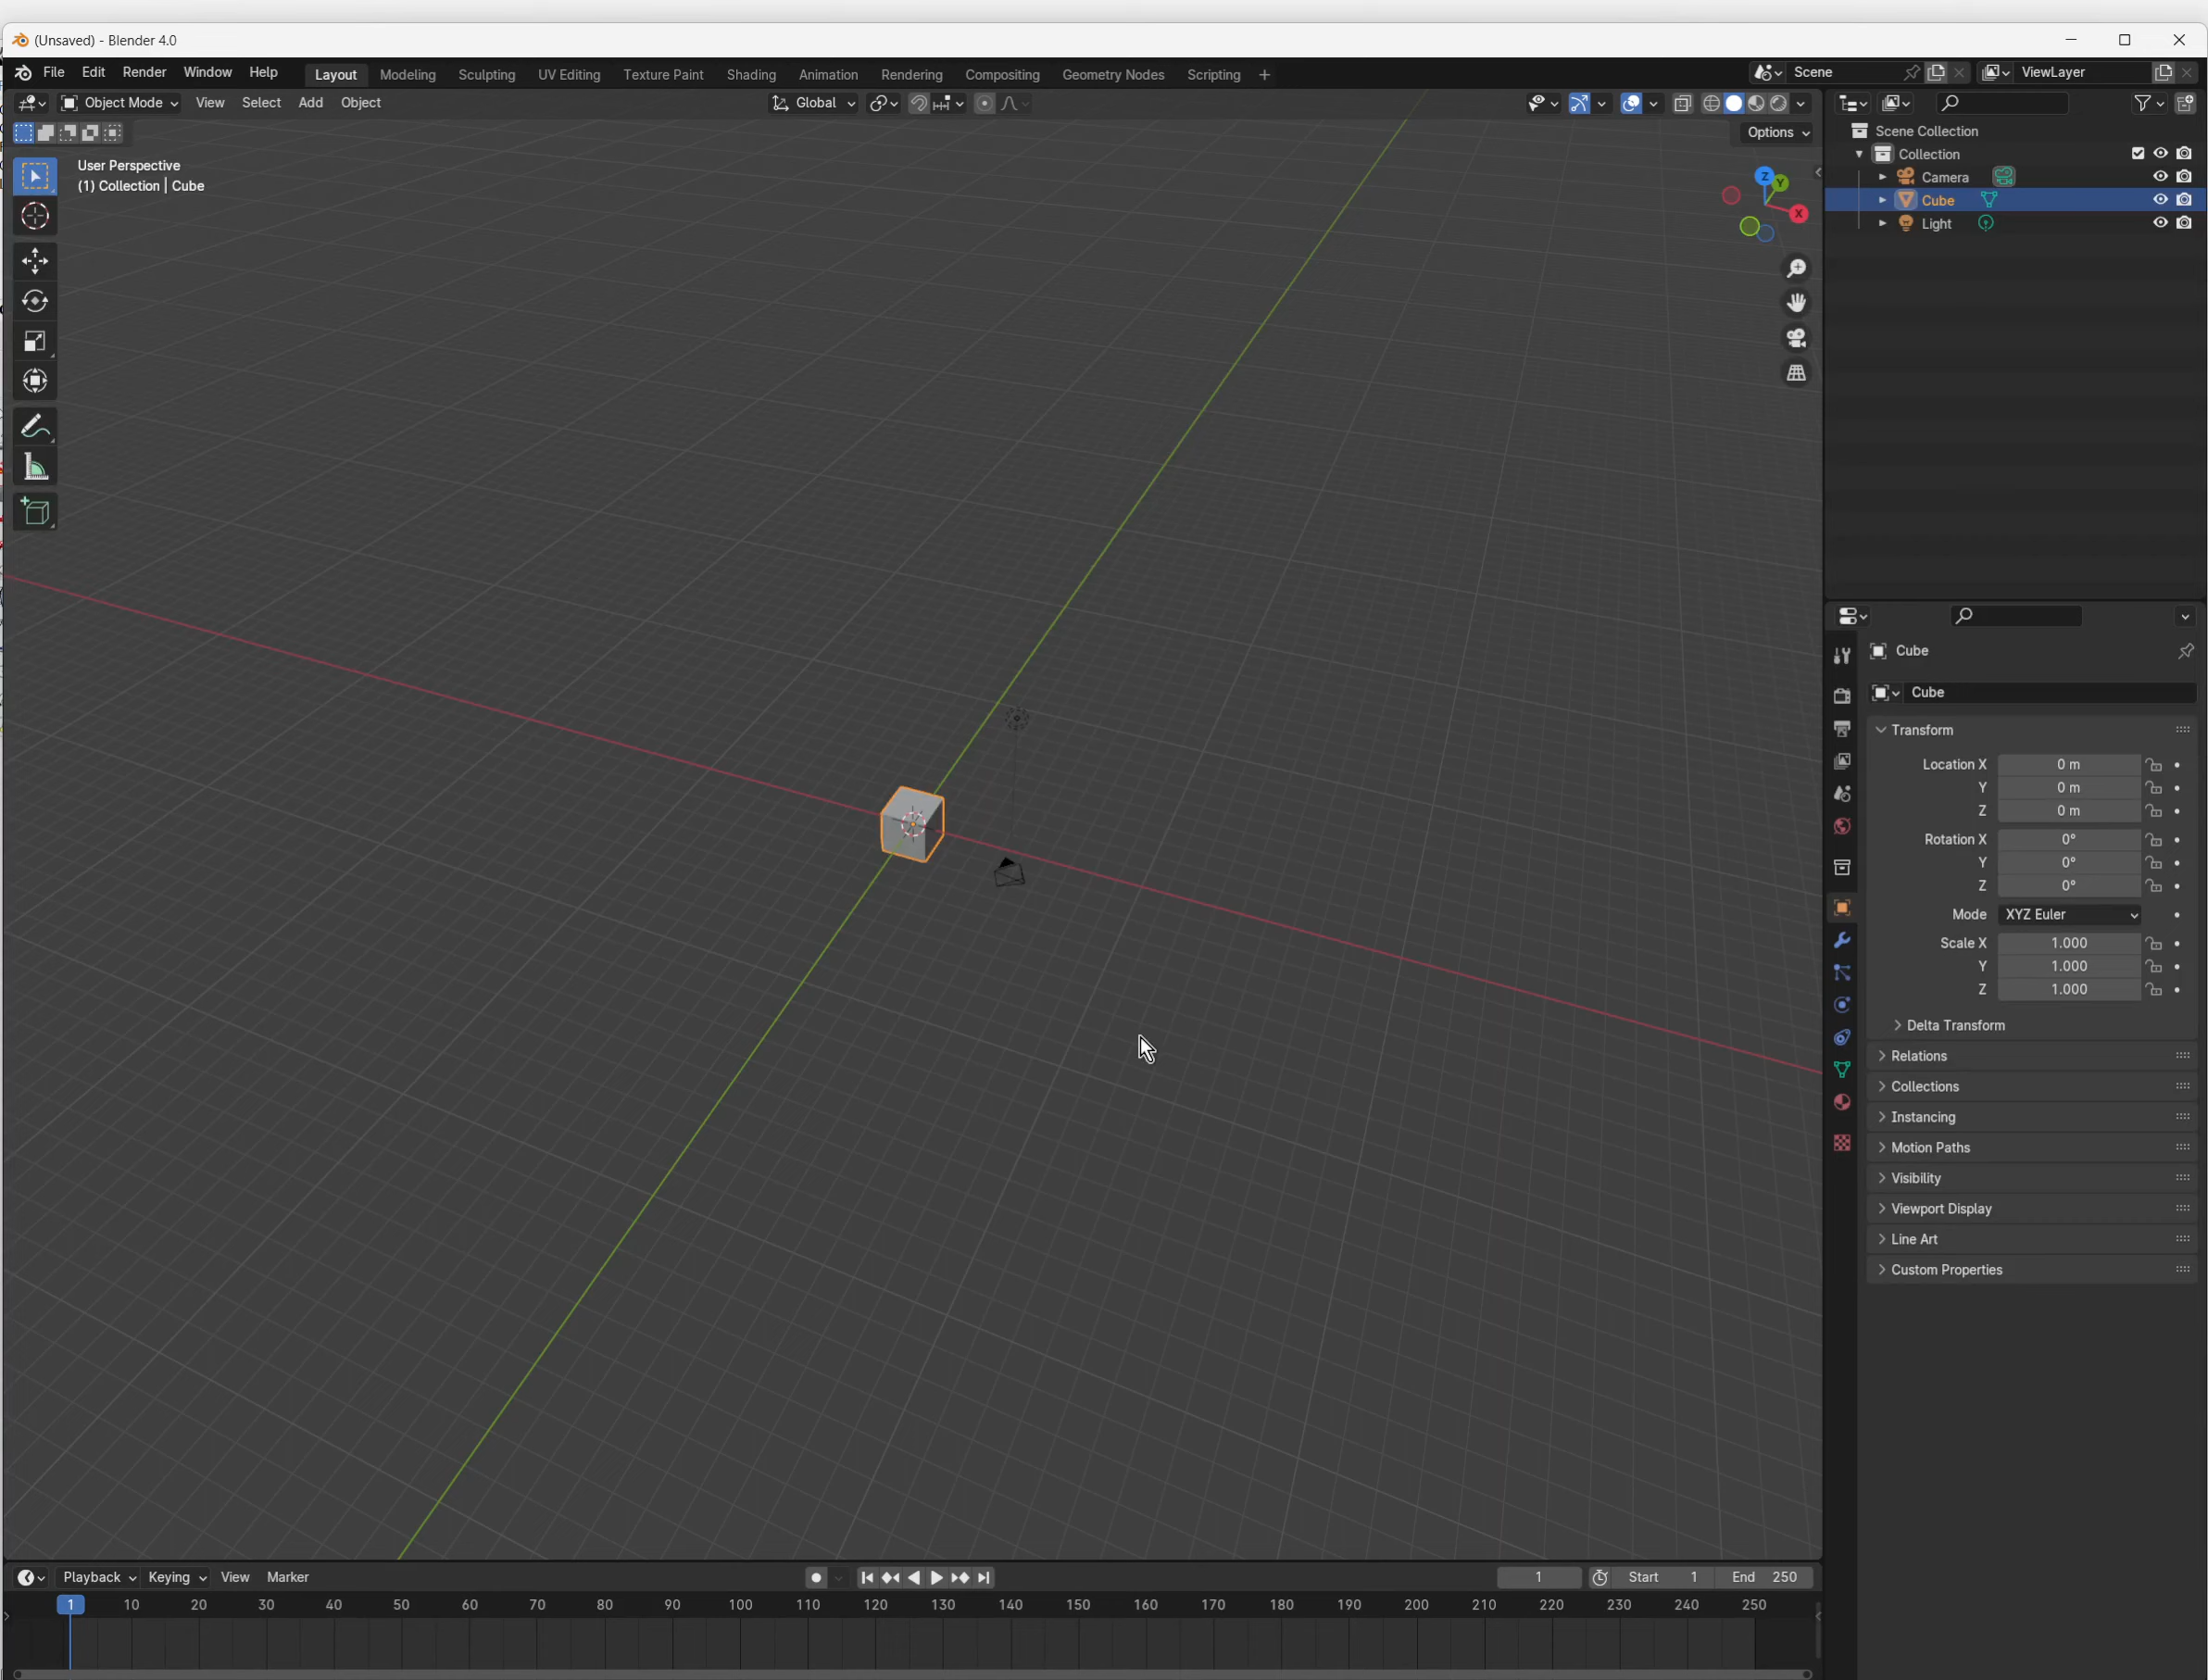 (Unsaved) - Blender 4.0
File Edit Render Window Help Layout Modeling Sculpting UV Editing Texture Paint Shading Animation Rendering Compositing Geometry Nodes Scripting + Scene ViewLayer
Object Mode View Select Add Object Global
Options
User Perspective
(1) Collection | Cube
Z
Y
X
Scene Collection
Collection
Camera
Cube
Light
Cube
Cube
Transform
Location X 0 m
Y 0 m
Z 0 m
Rotation X 0°
Y 0°
Z 0°
Mode XYZ Euler
Scale X 1.000
Y 1.000
Z 1.000
Delta Transform
Relations
Collections
Instancing
Motion Paths
Visibility
Viewport Display
Line Art
Custom Properties
Playback Keying View Marker 1 Start 1 End 250
1 10 20 30 40 50 60 70 80 90 100 110 120 130 140 150 160 170 180 190 200 210 220 230 240 250